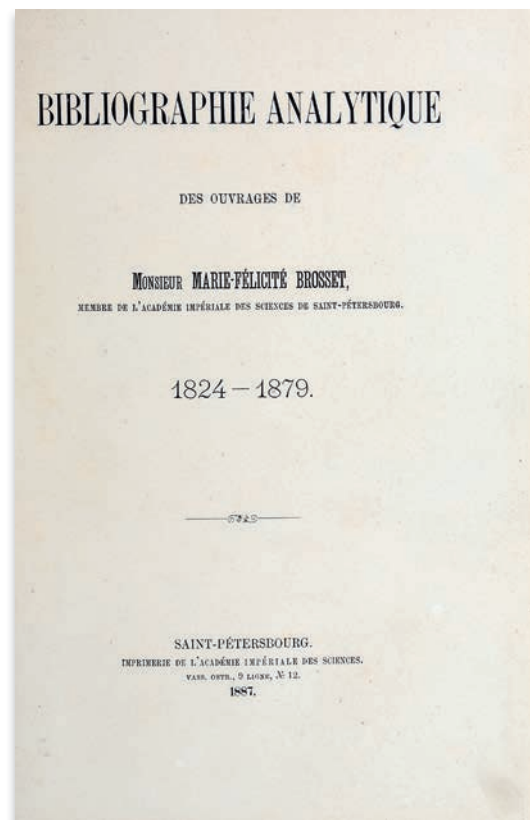 BIBLIOGRAPHIE ANALYTIQUE
DES OUVRAGES DE
MONSIEUR MARIE-FÉLICITÉ BROSSET,
MEMBRE DE L'ACADÉMIE IMPÉRIALE DES SCIENCES DE SAINT-PÉTERSBOURG.
1824 — 1879.
SAINT-PÉTERSBOURG.
IMPRIMERIE DE L'ACADÉMIE IMPÉRIALE DES SCIENCES.
VASS. OSTR., 9 LIGNE, № 12.
1887.